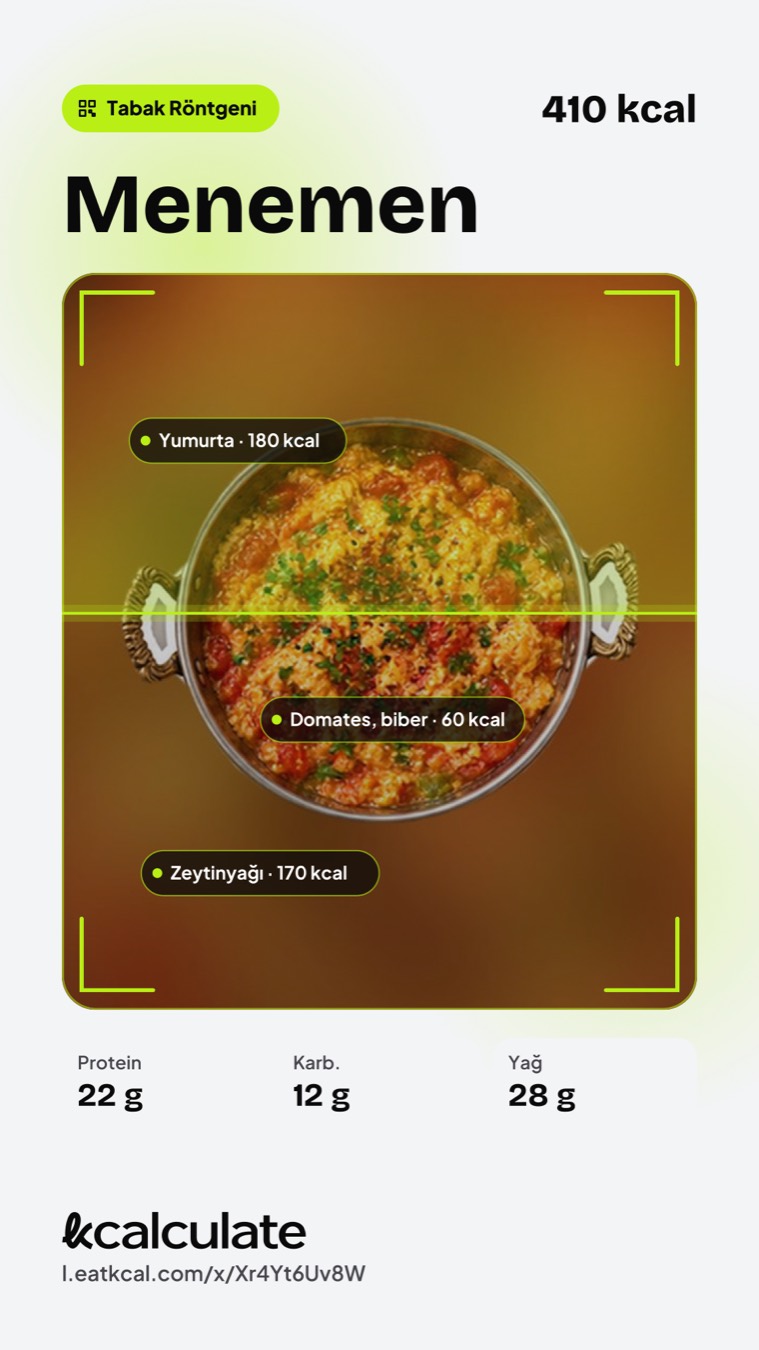 Tabak Röntgeni
410 kcal
Menemen
Yumurta · 180 kcal
Domates, biber · 60 kcal
Zeytinyağı · 170 kcal
Protein
22 g
Karb.
12 g
Yağ
28 g
kcalculate
l.eatkcal.com/x/Xr4Yt6Uv8W